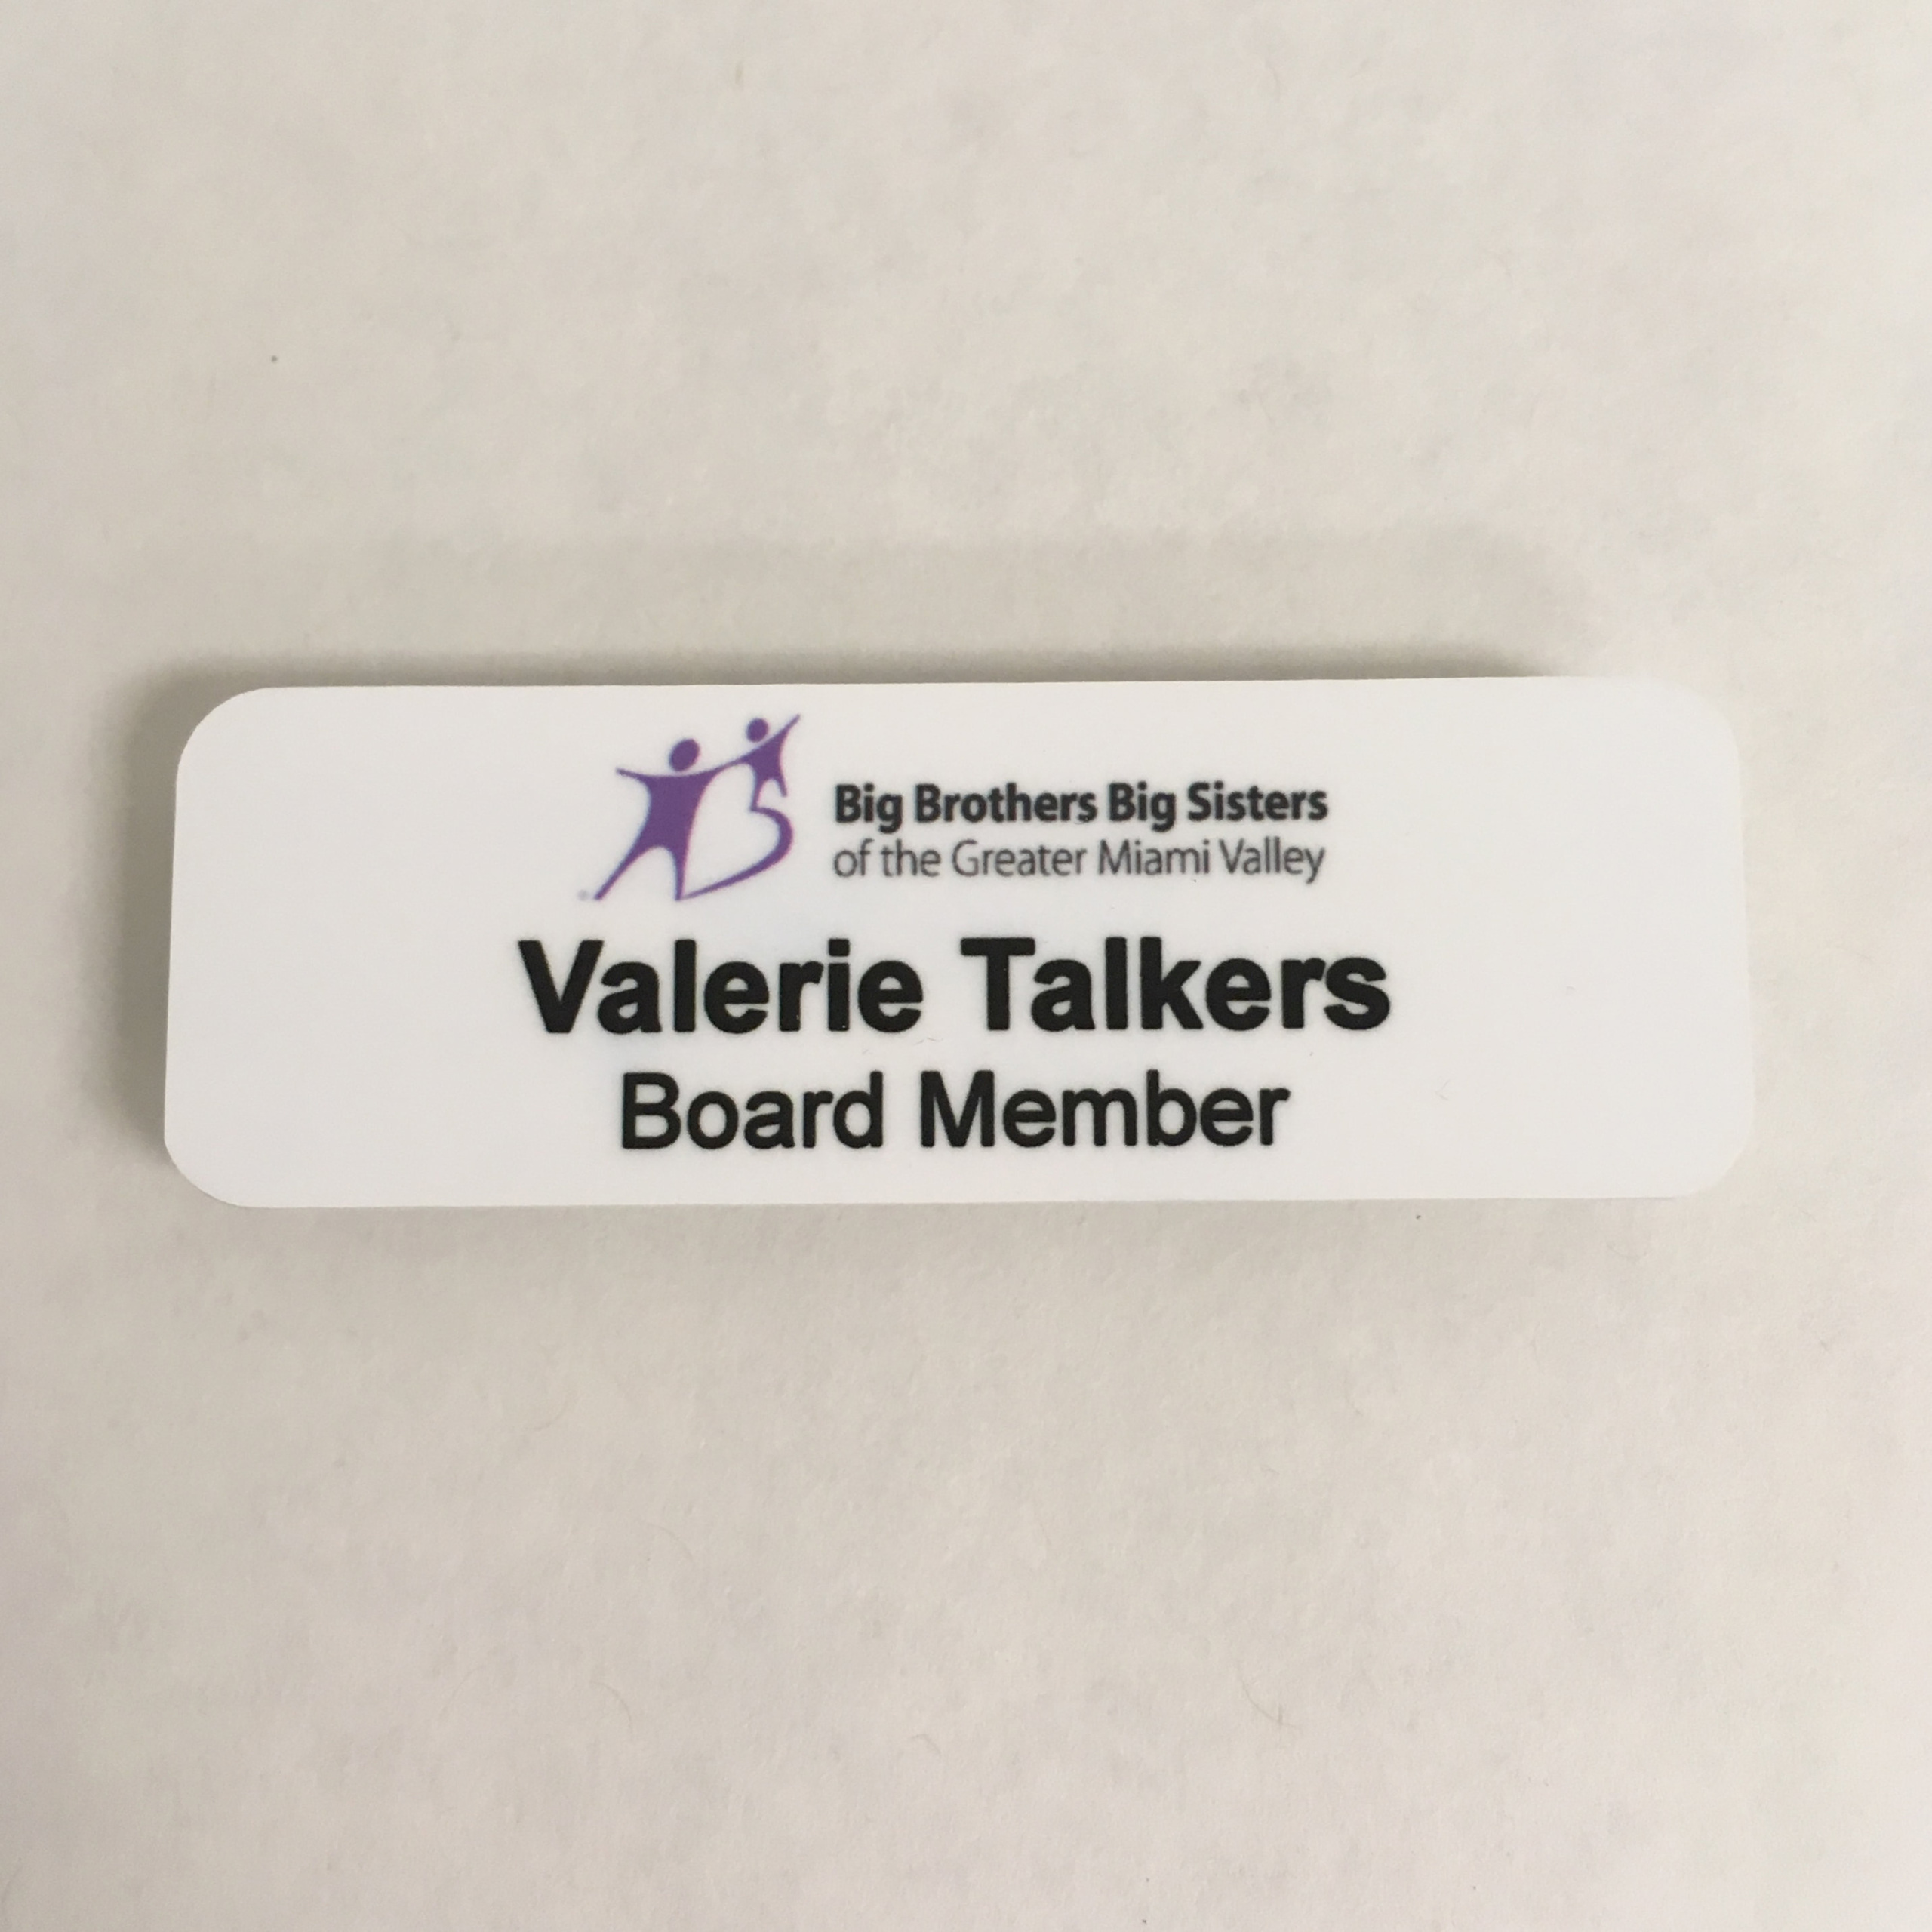 Big Brothers Big Sisters
of the Greater Miami Valley
Valerie Talkers
Board Member